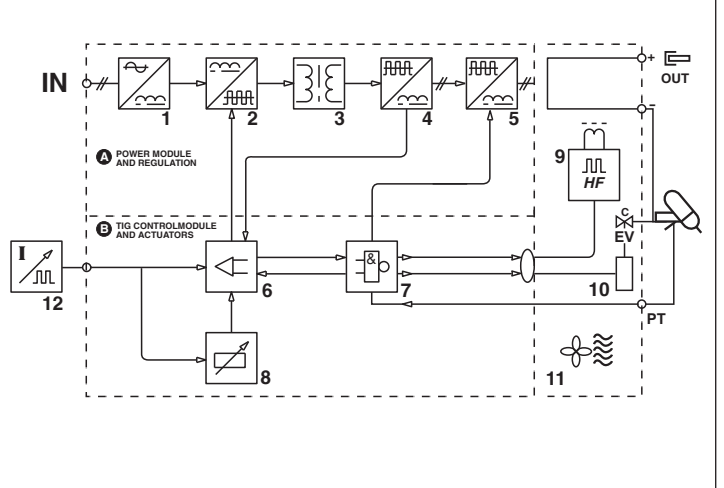 IN
1
2
3
4
5
+
OUT
-
A POWER MODULE
AND REGULATION
9
HF
B TIG CONTROLMODULE
AND ACTUATORS
C
EV
I
12
6
&
7
10
PT
8
11